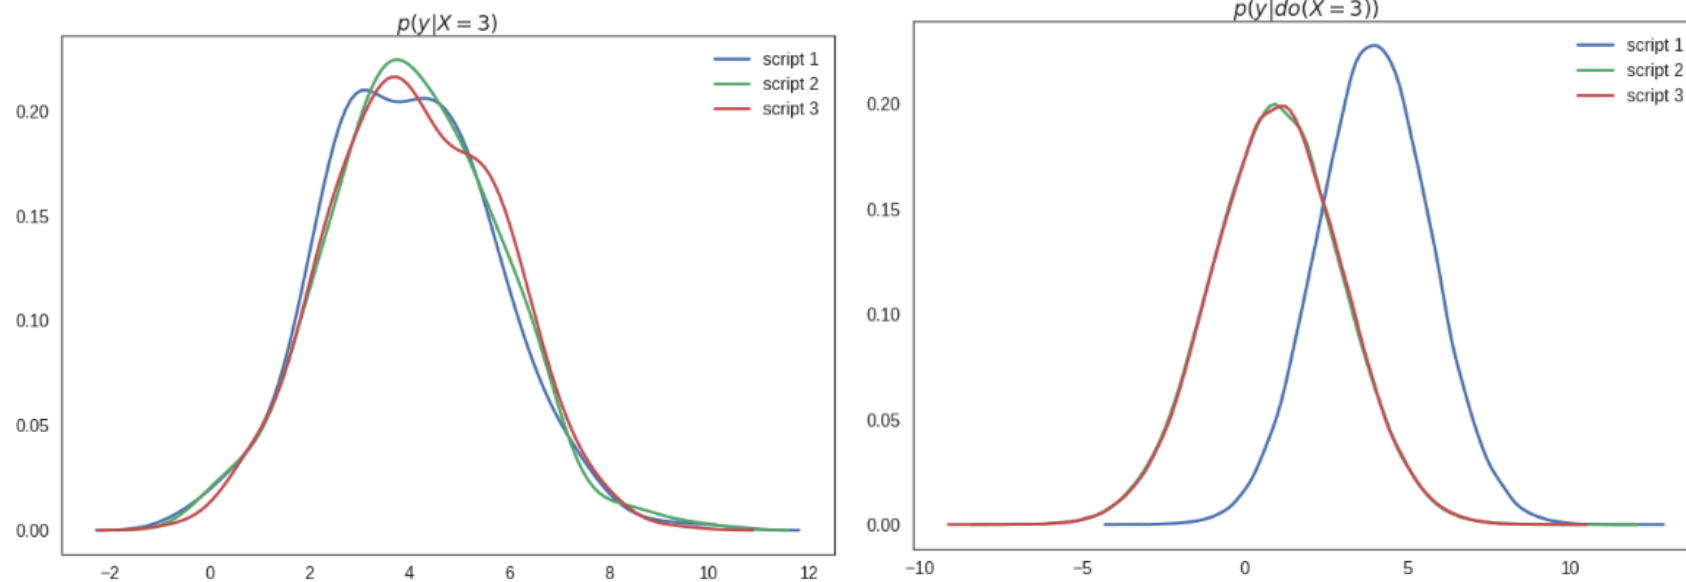 p(y|X = 3)
script 1
script 2
script 3
0.20
0.15
0.10
0.05
0.00
−2 0 2 4 6 8 10 12
p(y|do(X = 3))
script 1
script 2
script 3
0.20
0.15
0.10
0.05
0.00
−10 −5 0 5 10